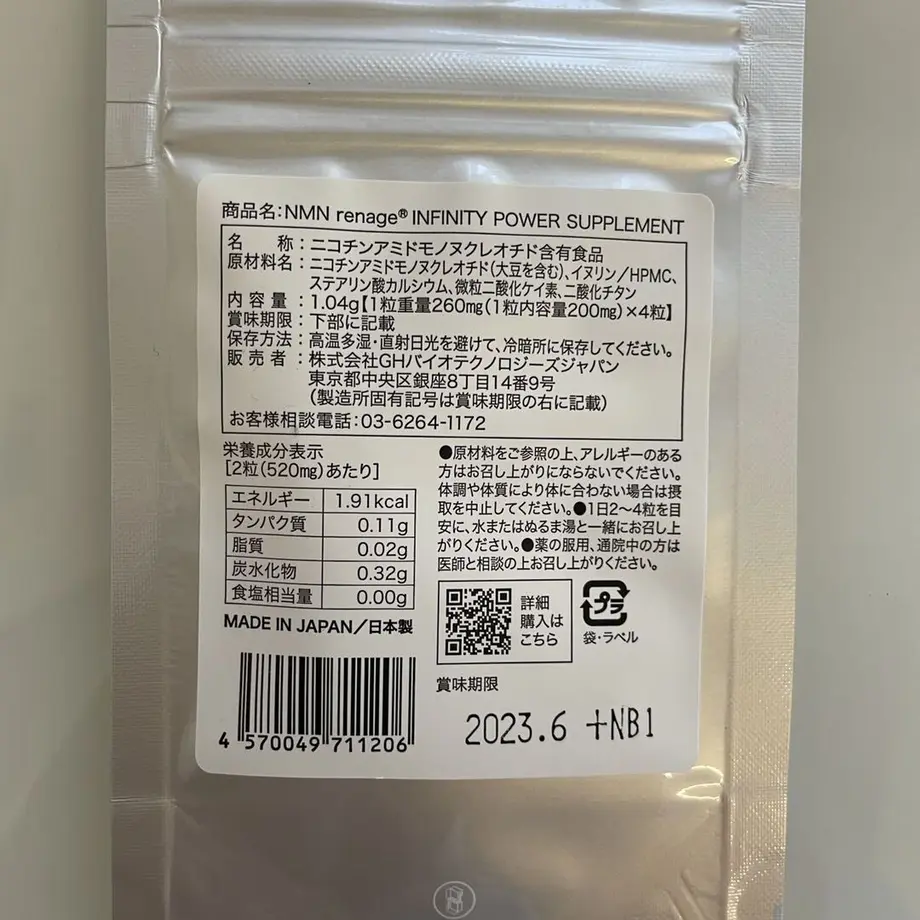 商品名:NMN renage® INFINITY POWER SUPPLEMENT
名　　称:ニコチンアミドモノヌクレオチド含有食品
原材料名:ニコチンアミドモノヌクレオチド(大豆を含む)、イヌリン/HPMC、
ステアリン酸カルシウム、微粒二酸化ケイ素、二酸化チタン
内容量:1.04g【1粒重量260mg(1粒内容量200mg)×4粒】
賞味期限:下部に記載
保存方法:高温多湿・直射日光を避けて、冷暗所に保存してください。
販売者:株式会社GHバイオテクノロジーズジャパン
東京都中央区銀座8丁目14番9号
(製造所固有記号は賞味期限の右に記載)
お客様相談電話:03-6264-1172
栄養成分表示
[2粒(520mg)あたり]
エネルギー 1.91kcal
タンパク質 0.11g
脂質 0.02g
炭水化物 0.32g
食塩相当量 0.00g
MADE IN JAPAN/日本製
4 570049 711206
●原材料をご参照の上、アレルギーのある
方はお召し上がりにならないでください。
体調や体質により体に合わない場合は摂
取を中止してください。●1日2〜4粒を目
安に、水またはぬるま湯と一緒にお召し上
がりください。●薬の服用、通院中の方は
医師と相談の上お召し上がりください。
詳細
購入は
こちら
プラ
袋・ラベル
賞味期限
2023.6 +NB1